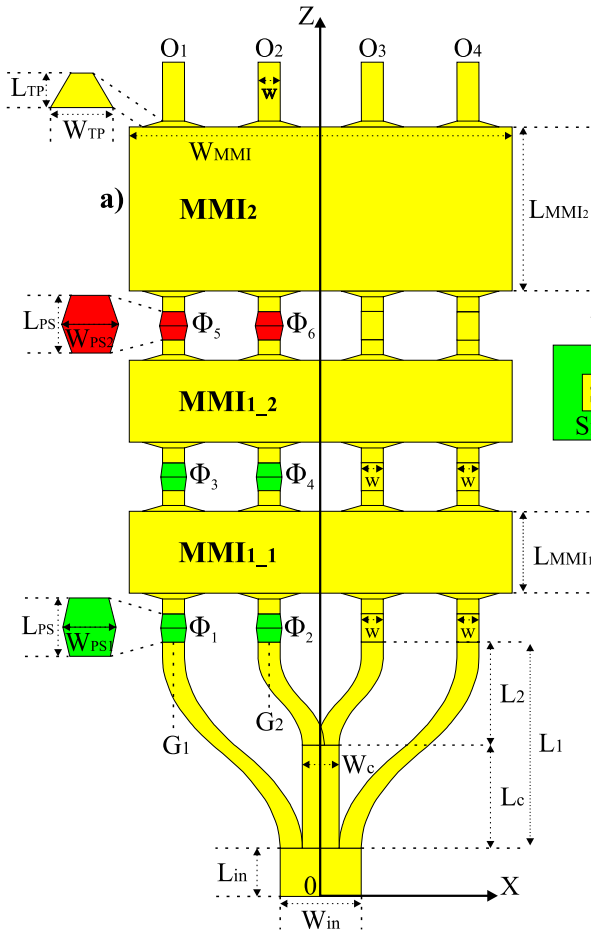 Z
O1 O2 O3 O4
w
LTP
WTP
WMMI
a)
MMI2
LMMI2
LPS
WPS2
Φ5 Φ6
MMI1_2
S
Φ3 Φ4 w w
MMI1_1
LMMI1
LPS
WPS1
Φ1 Φ2 w w
G1 G2
L2
L1
Wc
Lc
Lin
0 X
Win